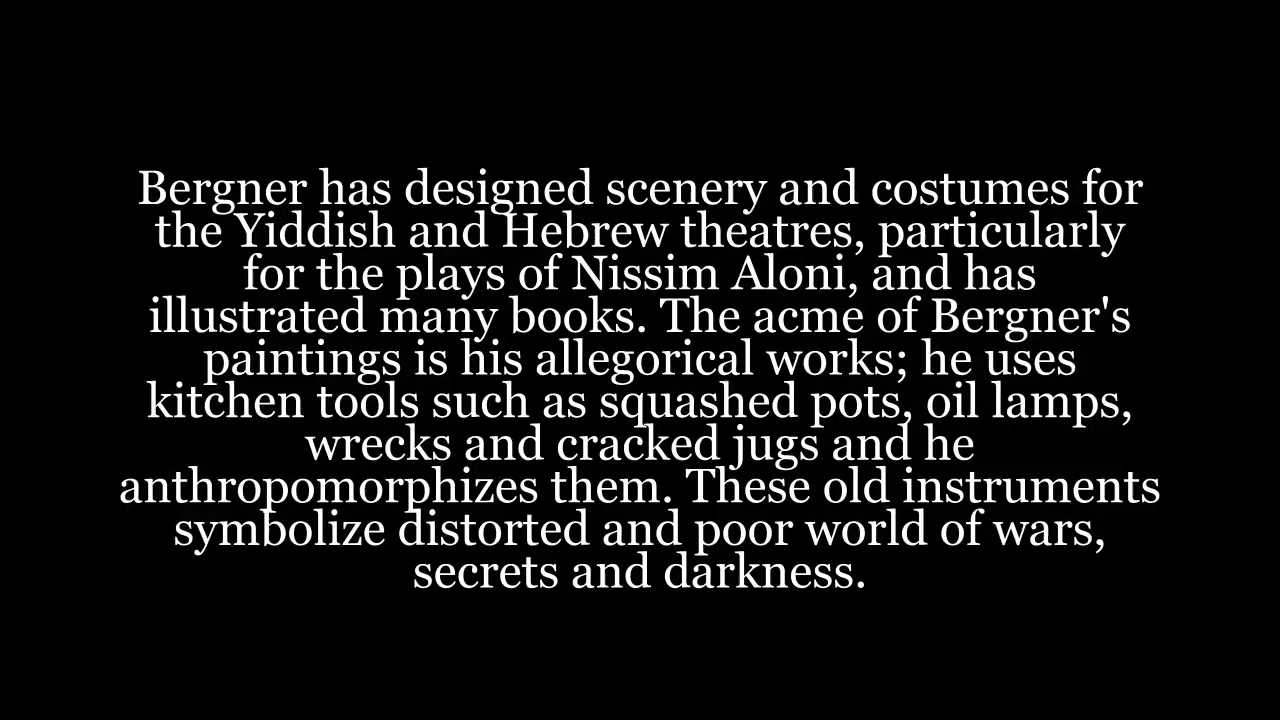 Bergner has designed scenery and costumes for
the Yiddish and Hebrew theatres, particularly
for the plays of Nissim Aloni, and has
illustrated many books. The acme of Bergner's
paintings is his allegorical works; he uses
kitchen tools such as squashed pots, oil lamps,
wrecks and cracked jugs and he
anthropomorphizes them. These old instruments
symbolize distorted and poor world of wars,
secrets and darkness.